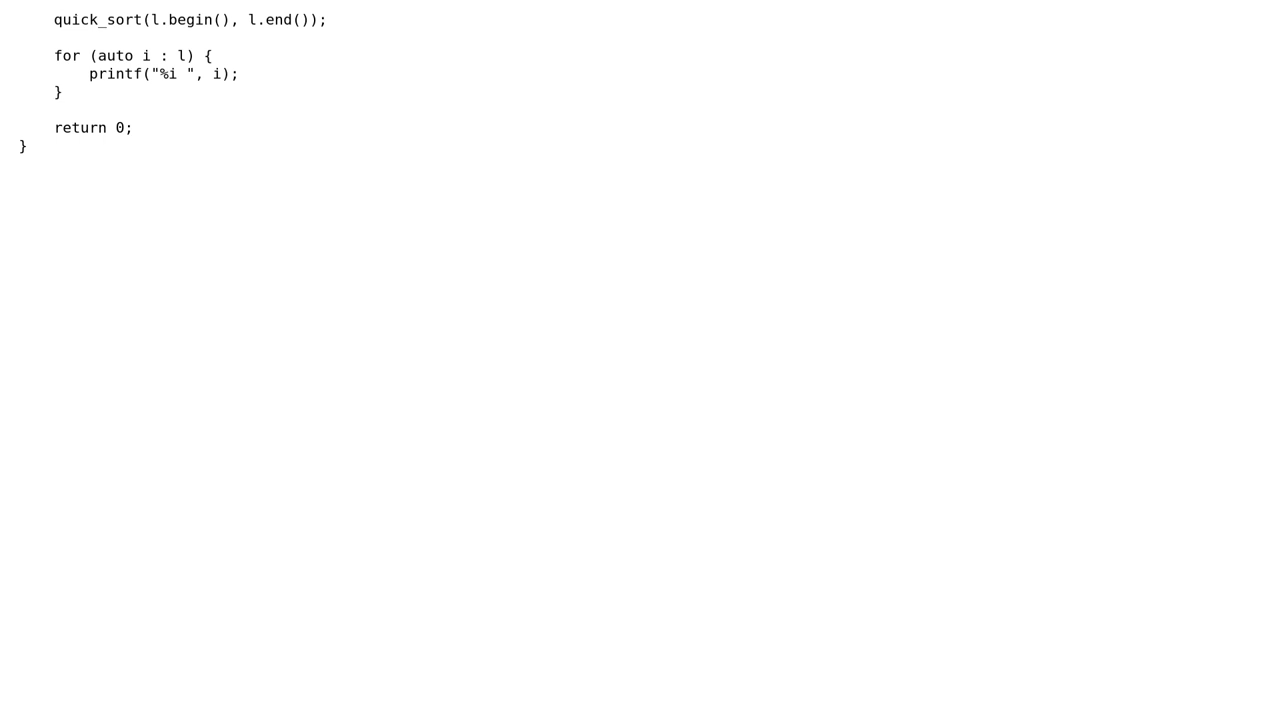 quick_sort(l.begin(), l.end());

    for (auto i : l) {
        printf("%i ", i);
    }

    return 0;
}